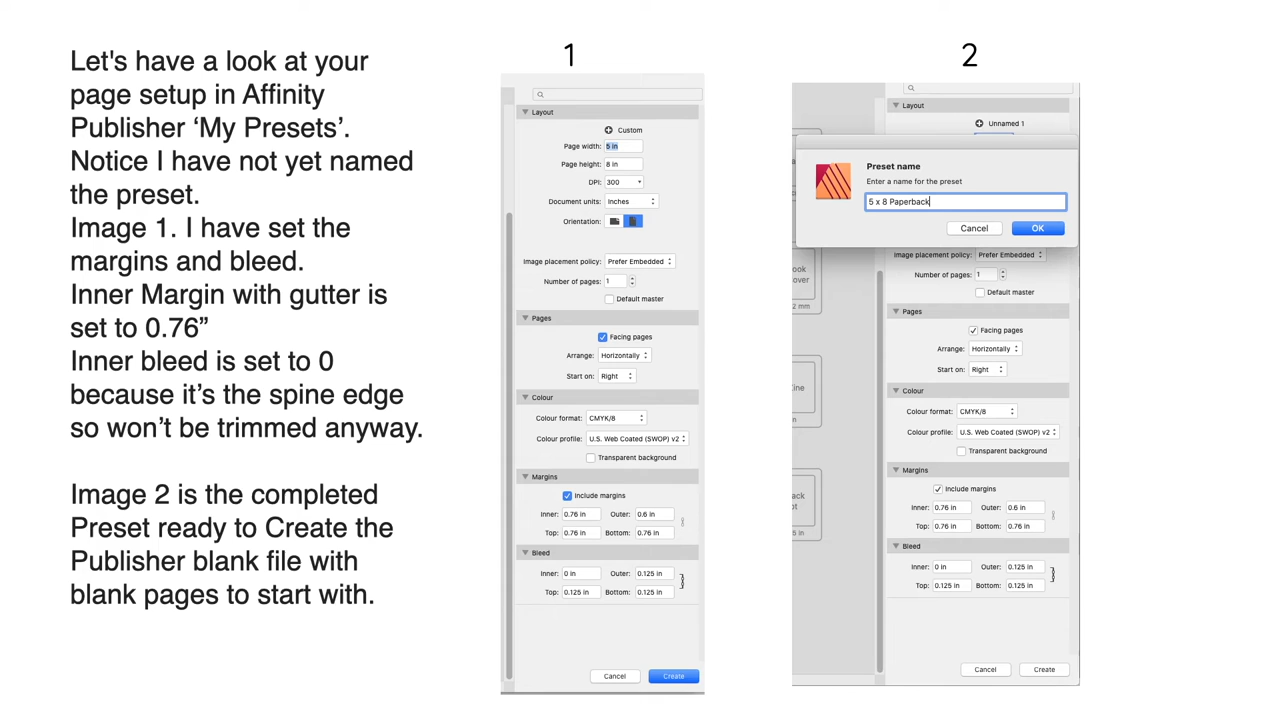 Let's have a look at your
page setup in Affinity
Publisher ‘My Presets’.
Notice I have not yet named
the preset.
Image 1. I have set the
margins and bleed.
Inner Margin with gutter is
set to 0.76”
Inner bleed is set to 0
because it’s the spine edge
so won’t be trimmed anyway.
Image 2 is the completed
Preset ready to Create the
Publisher blank file with
blank pages to start with.
1
Layout
Custom
Page width: 5 in
Page height: 8 in
DPI: 300
Document units: Inches
Orientation:
Image placement policy: Prefer Embedded
Number of pages: 1
Default master
Pages
Facing pages
Arrange: Horizontally
Start on: Right
Colour
Colour format: CMYK/8
Colour profile: U.S. Web Coated (SWOP) v2
Transparent background
Margins
Include margins
Inner: 0.76 in Outer: 0.6 in
Top: 0.76 in Bottom: 0.76 in
Bleed
Inner: 0 in Outer: 0.125 in
Top: 0.125 in Bottom: 0.125 in
Cancel Create
2
Layout
Unnamed 1
Preset name
Enter a name for the preset
5 x 8 Paperback
Cancel OK
Prefer Embedded
Number of pages: 1
Default master
Pages
Facing pages
Arrange: Horizontally
Start on: Right
Colour
Colour format: CMYK/8
Colour profile: U.S. Web Coated (SWOP) v2
Transparent background
Margins
Include margins
Inner: 0.76 in Outer: 0.6 in
Top: 0.76 in Bottom: 0.76 in
Bleed
Inner: 0 in Outer: 0.125 in
Top: 0.125 in Bottom: 0.125 in
Cancel Create